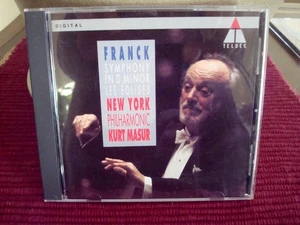 DIGITAL
TELDEC
FRANCK
SYMPHONY
IN D MINOR
LES ÉOLIDES
NEW YORK
PHILHARMONIC
KURT MASUR